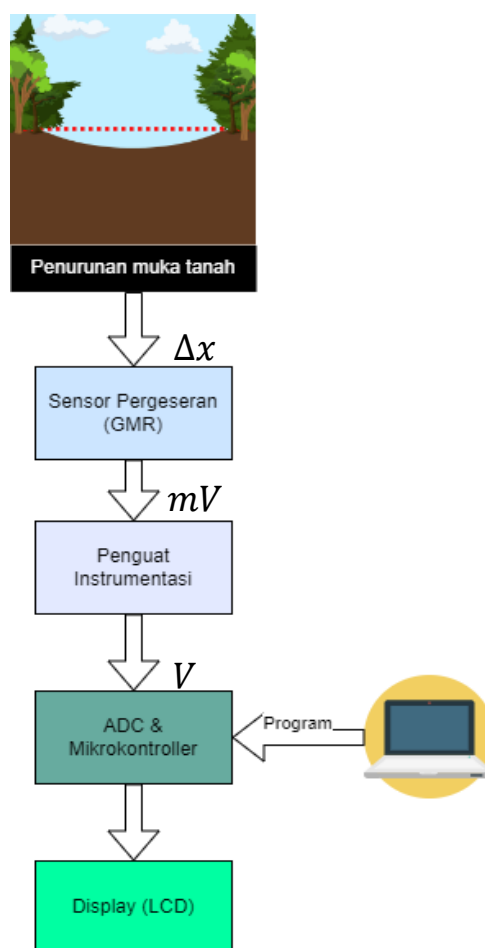 Penurunan muka tanah
Δx
Sensor Pergeseran
(GMR)
mV
Penguat
Instrumentasi
V
ADC &
Mikrokontroller
Program
Display (LCD)